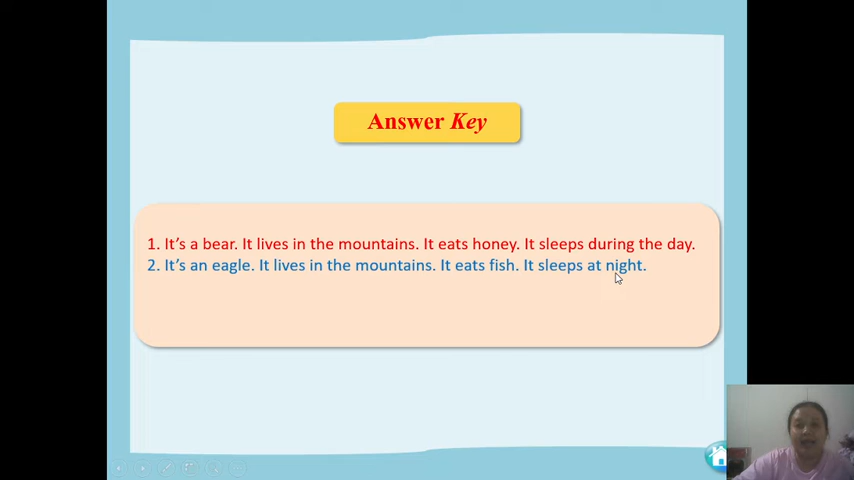 Answer Key
1. It's a bear. It lives in the mountains. It eats honey. It sleeps during the day.
2. It's an eagle. It lives in the mountains. It eats fish. It sleeps at night.